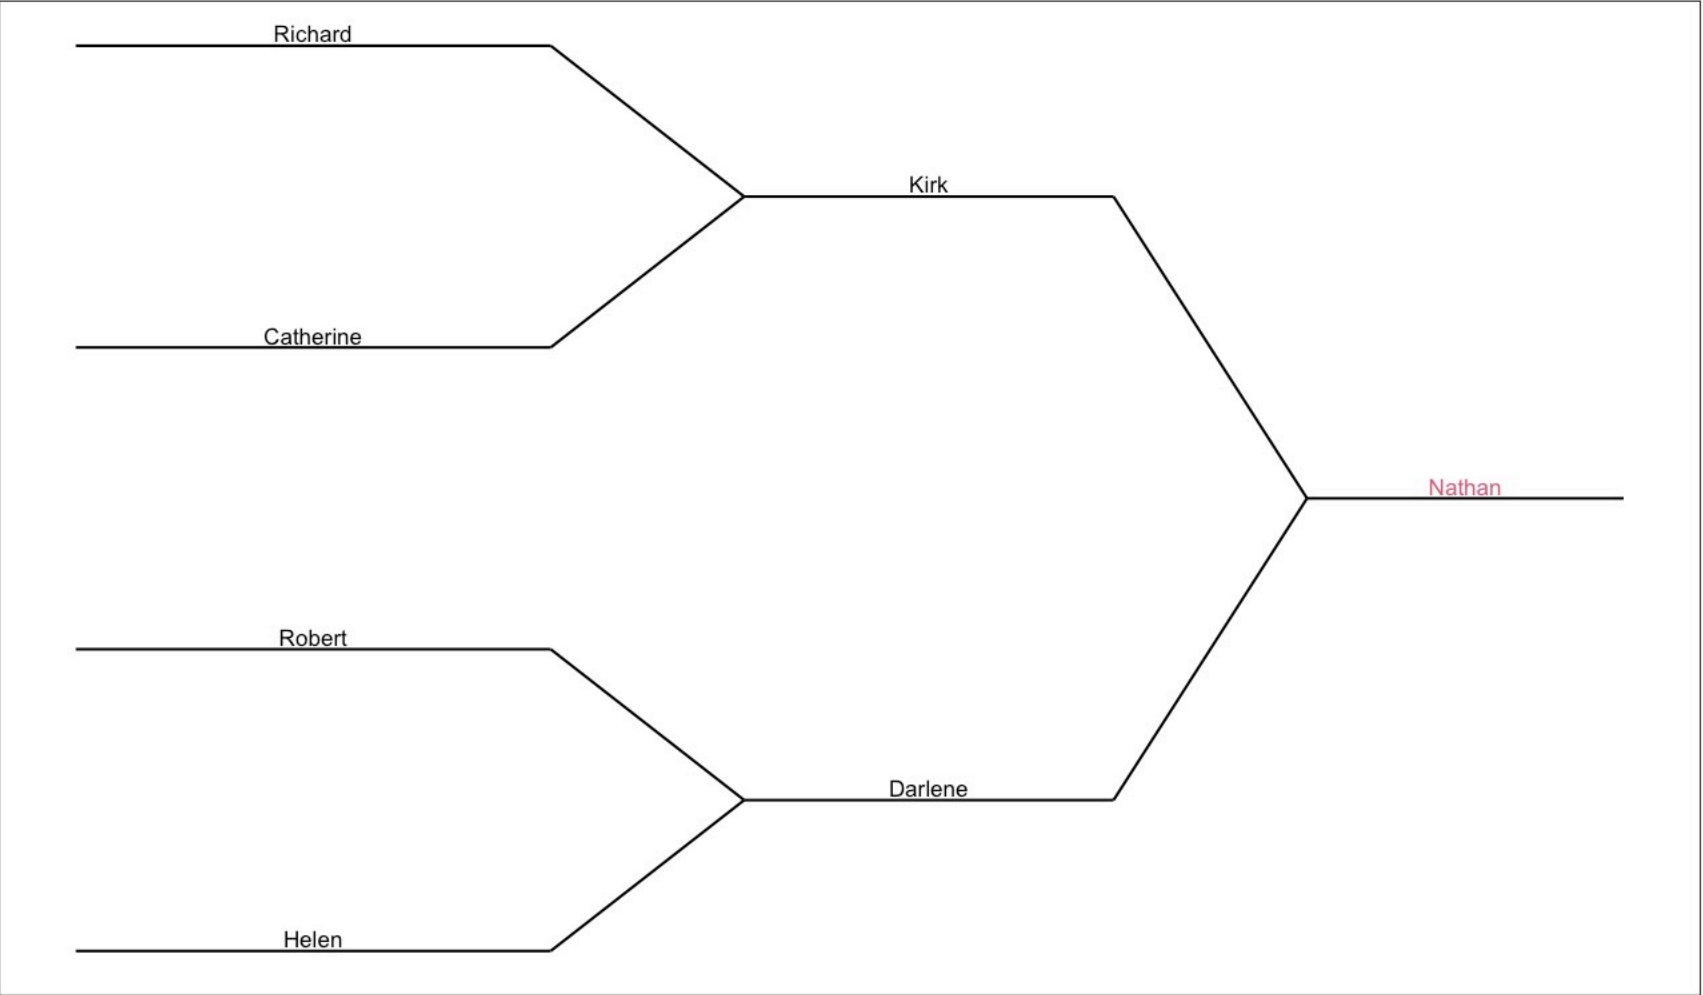 Richard
Kirk
Catherine
Nathan
Robert
Darlene
Helen